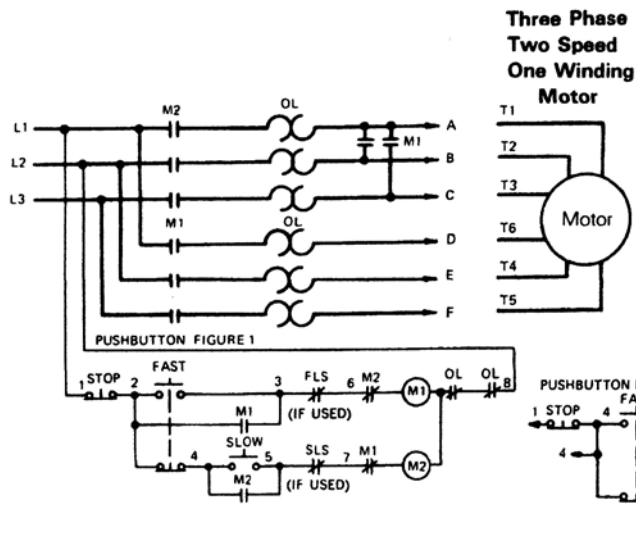 Three Phase
Two Speed
One Winding
Motor
M2
OL
L1
A
T1
M1
L2
B
T2
L3
C
T3
M1
OL
Motor
D
T6
E
T4
F
T5
PUSHBUTTON FIGURE 1
1 STOP 2 FAST 3 FLS 6 M2 M1 OL OL 8
(IF USED)
M1
SLOW
4 5 SLS 7 M1 M2
M2
(IF USED)
PUSHBUTTON
FA
1 STOP 4
4